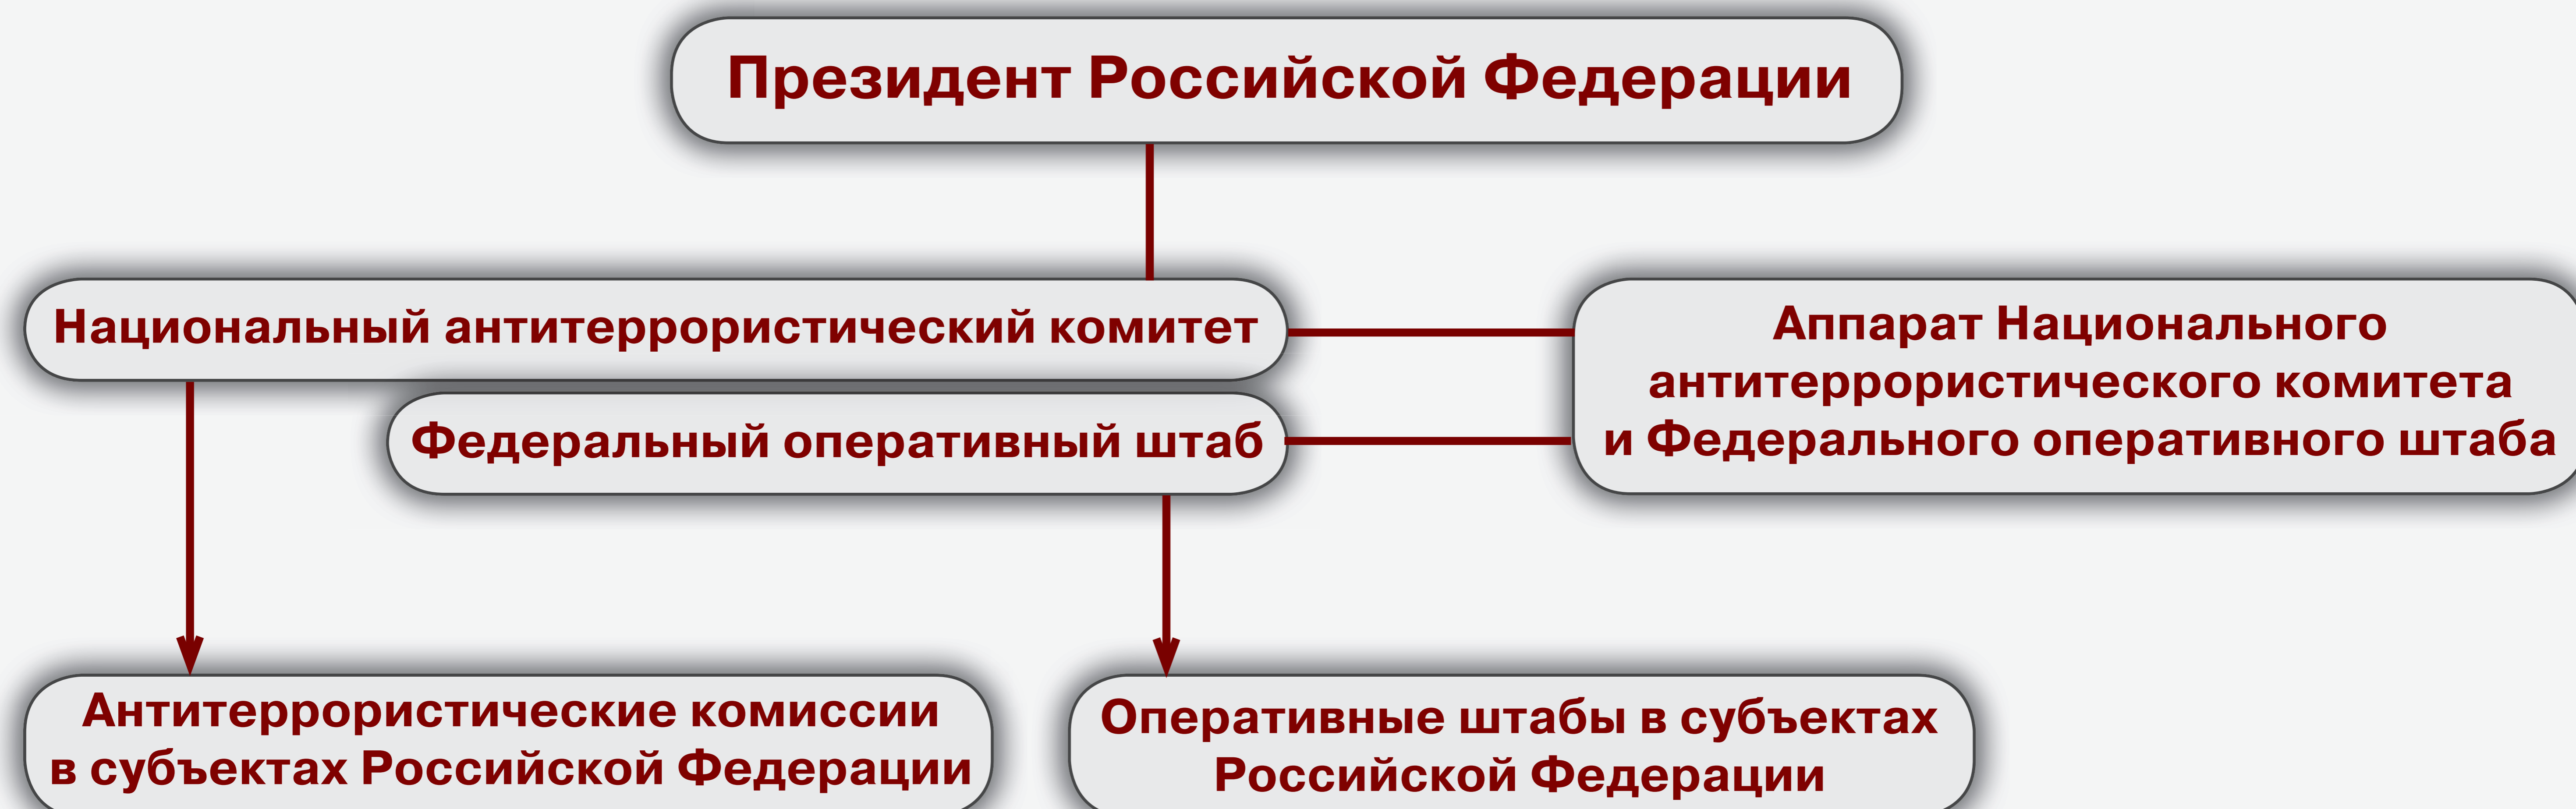 Президент Российской Федерации
Национальный антитеррористический комитет
Федеральный оперативный штаб
Аппарат Национального
антитеррористического комитета
и Федерального оперативного штаба
Антитеррористические комиссии
в субъектах Российской Федерации
Оперативные штабы в субъектах
Российской Федерации